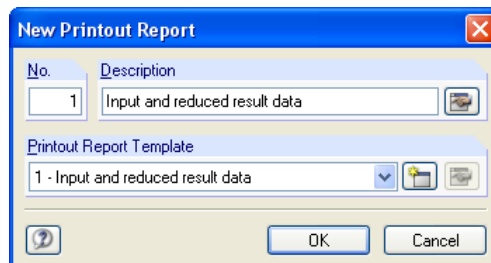 New Printout Report
No. Description
1 Input and reduced result data
Printout Report Template
1 - Input and reduced result data
OK Cancel